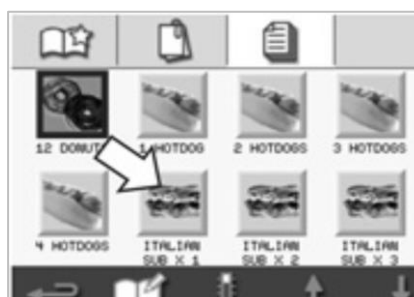 12 DONUT
1 HOTDOG
2 HOTDOGS
3 HOTDOGS
4 HOTDOGS
ITALIAN
SUB X 1
ITALIAN
SUB X 2
ITALIAN
SUB X 3